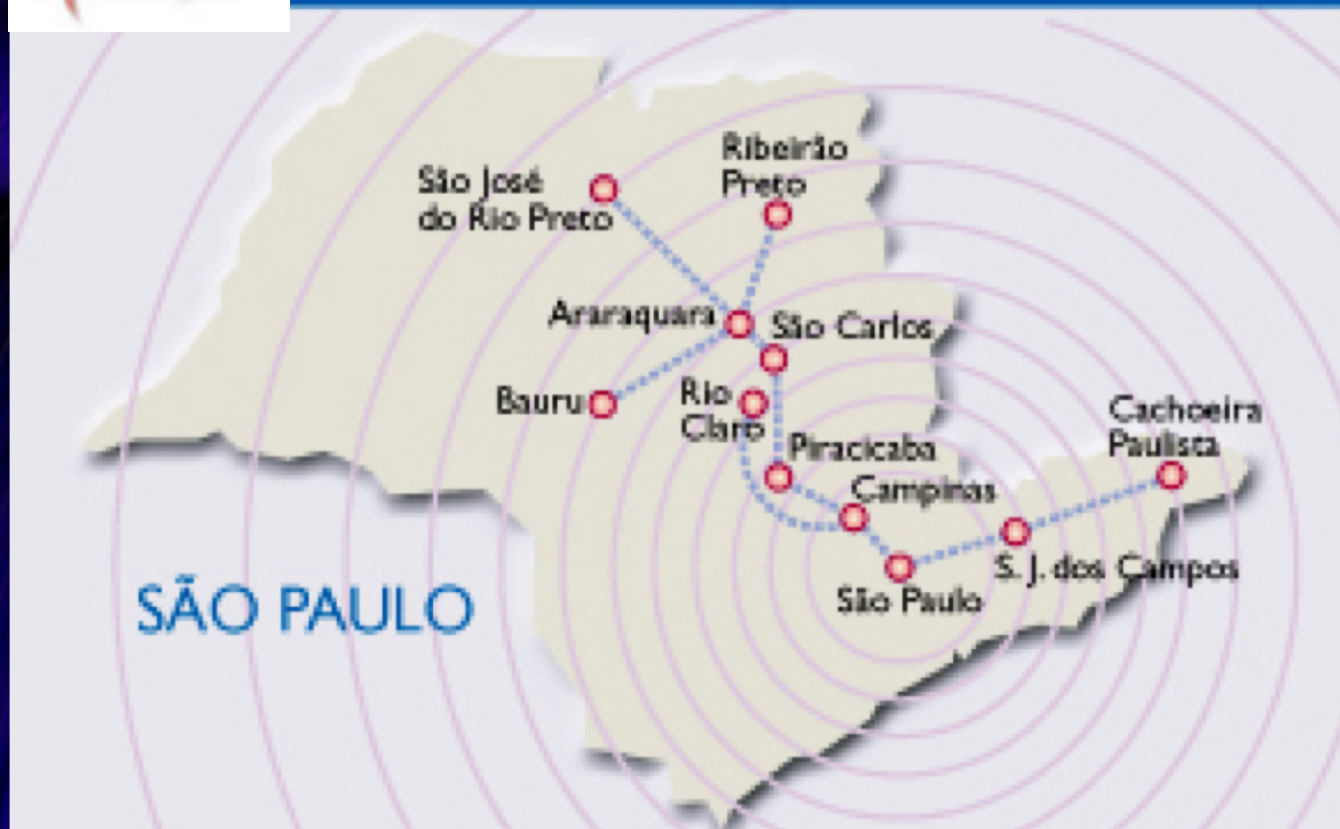 Ribeirão
Preto
São José
do Rio Preto
Araraquara
São Carlos
Bauru
Rio
Claro
Cachoeira
Paulista
Piracicaba
Campinas
S. J. dos Campos
São Paulo
SÃO PAULO